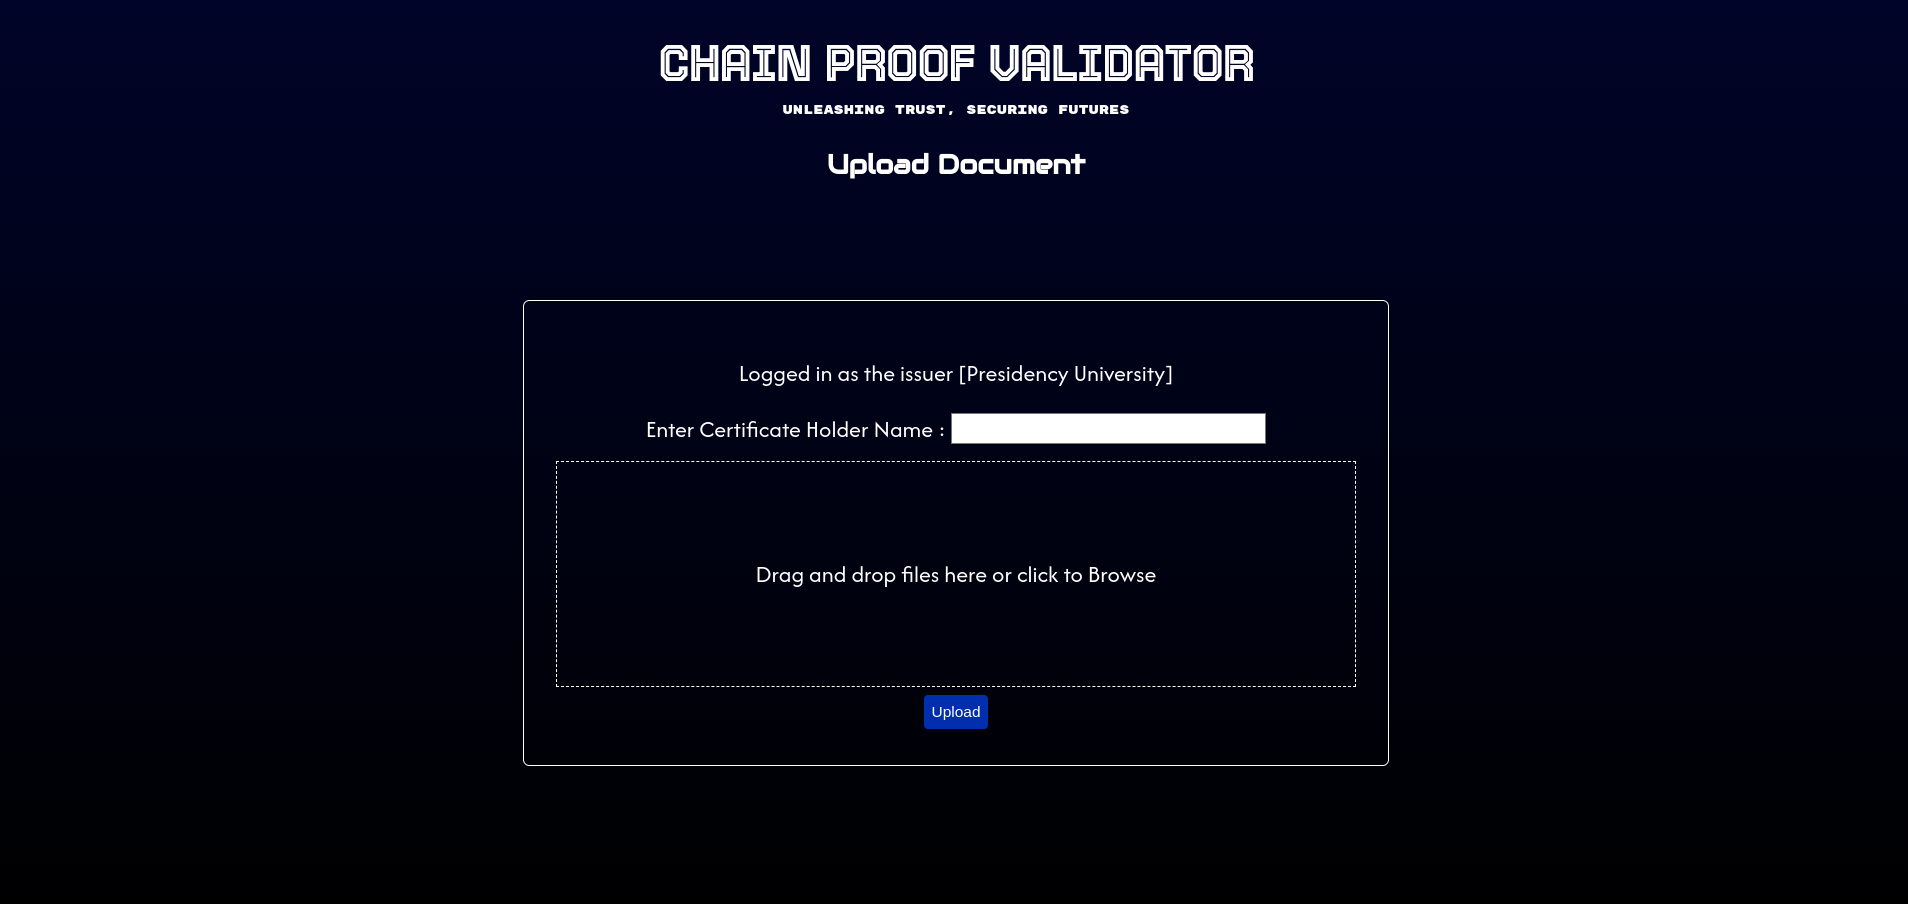 CHAIN PROOF VALIDATOR
UNLEASHING TRUST, SECURING FUTURES
Upload Document
Logged in as the issuer [Presidency University]
Enter Certificate Holder Name :
Drag and drop files here or click to Browse
Upload